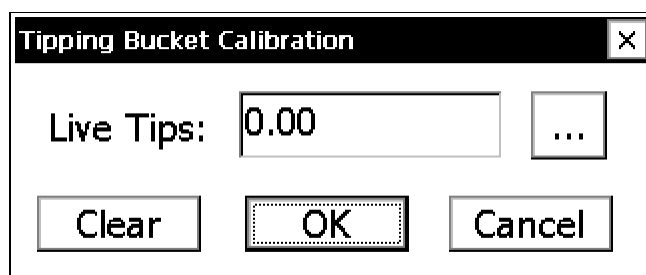 Tipping Bucket Calibration ×
Live Tips: 0.00 ...
Clear OK Cancel